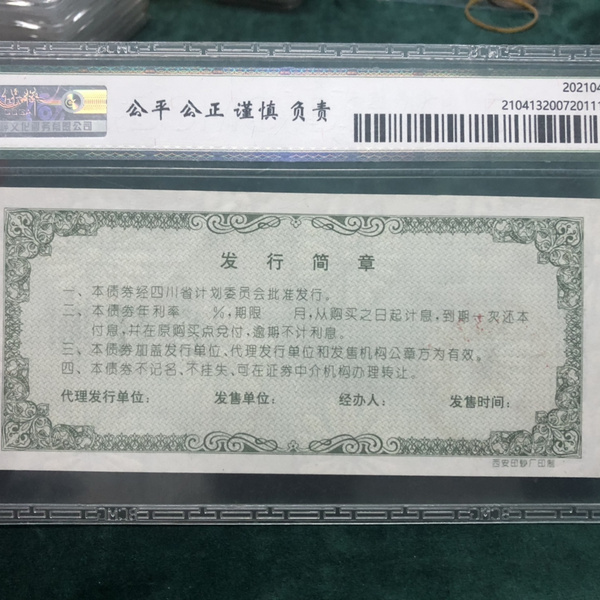 公平 公正 谨慎 负责
202104
210413200720111
发行简章
一、本债券经四川省计划委员会批准发行。
二、本债券年利率 %，期限 月，从购买之日起计息，到期一次还本
付息，并在原购买点兑付，逾期不计利息。
三、本债券加盖发行单位、代理发行单位和发售机构公章方为有效。
四、本债券不记名、不挂失、可在证券中介机构办理转让。
代理发行单位： 发售单位： 经办人： 发售时间：
西安印钞厂印制